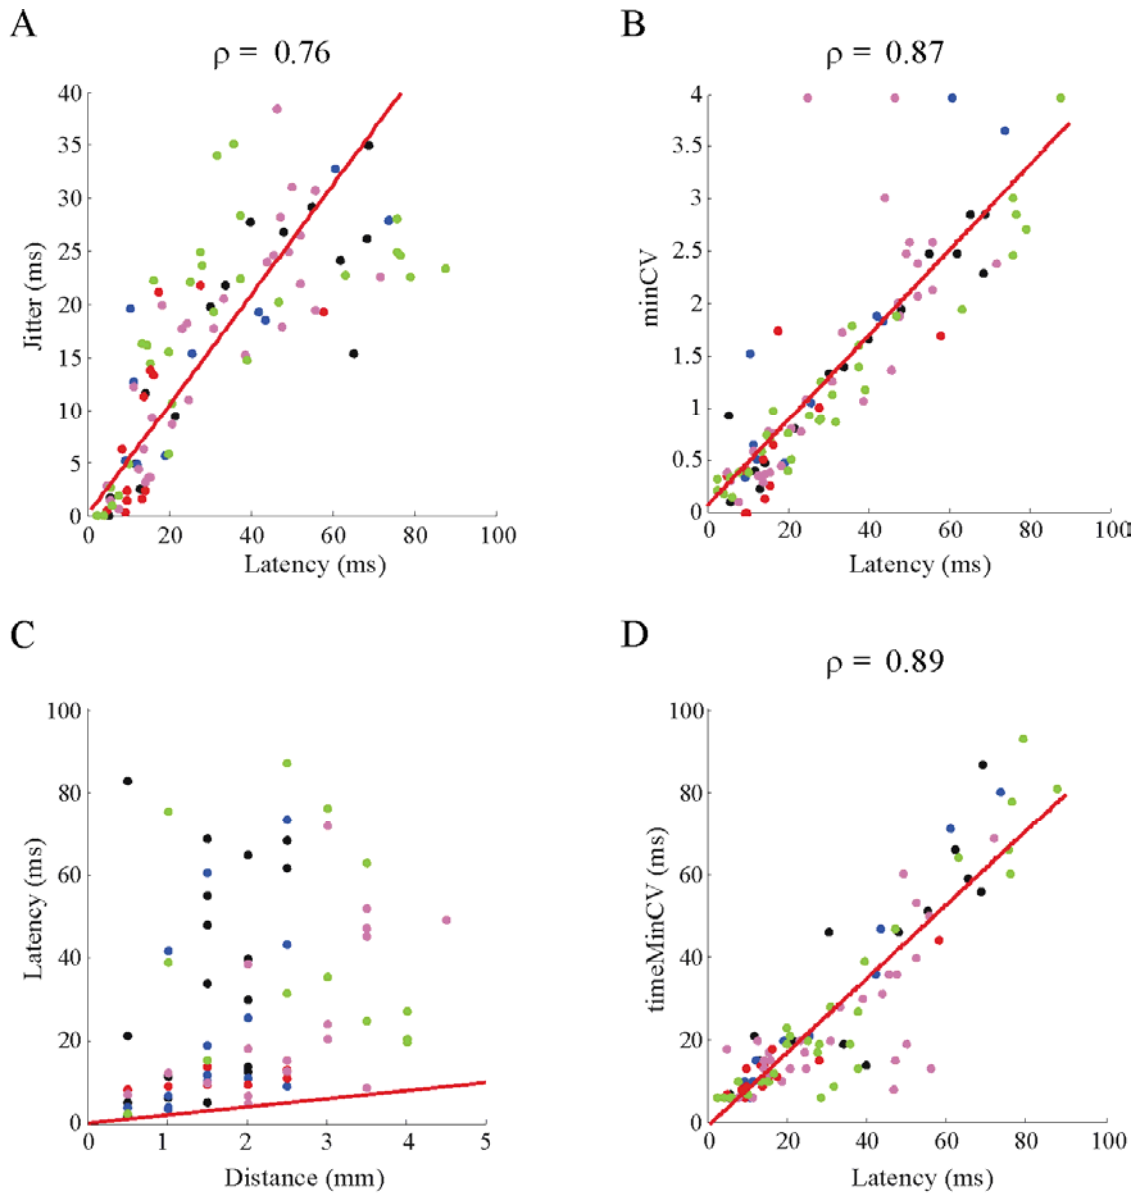 A
ρ = 0.76
40
35
30
25
20
15
10
5
0
Jitter (ms)
0 20 40 60 80 100
Latency (ms)
B
ρ = 0.87
4
3.5
3
2.5
2
1.5
1
0.5
0
minCV
0 20 40 60 80 100
Latency (ms)
C
100
80
60
40
20
0
Latency (ms)
0 1 2 3 4 5
Distance (mm)
D
ρ = 0.89
100
80
60
40
20
0
timeMinCV (ms)
0 20 40 60 80 100
Latency (ms)